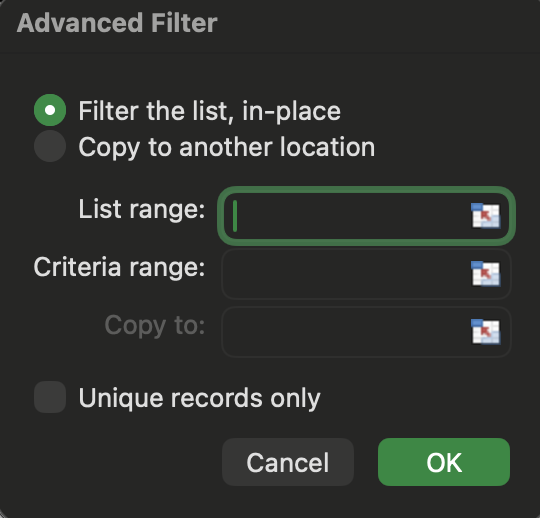 Advanced Filter
Filter the list, in-place
Copy to another location
List range:
Criteria range:
Copy to:
Unique records only
Cancel OK